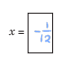 x = -1/12